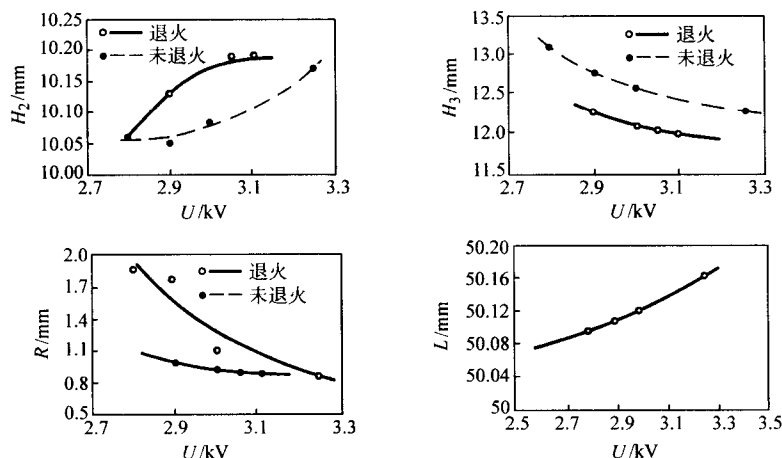 10.25
10.20
10.15
10.10
10.05
10.00
H₂/mm
退火
未退火
2.7 2.9 3.1 3.3
U/kV
13.5
13.0
12.5
12.0
11.5
H₃/mm
退火
未退火
2.7 2.9 3.1 3.3
U/kV
2.0
1.7
1.4
1.1
0.8
0.5
R/mm
退火
未退火
2.7 2.9 3.1 3.3
U/kV
50.20
50.16
50.12
50.08
50.04
50
L/mm
2.5 2.7 2.9 3.1 3.3 3.5
U/kV